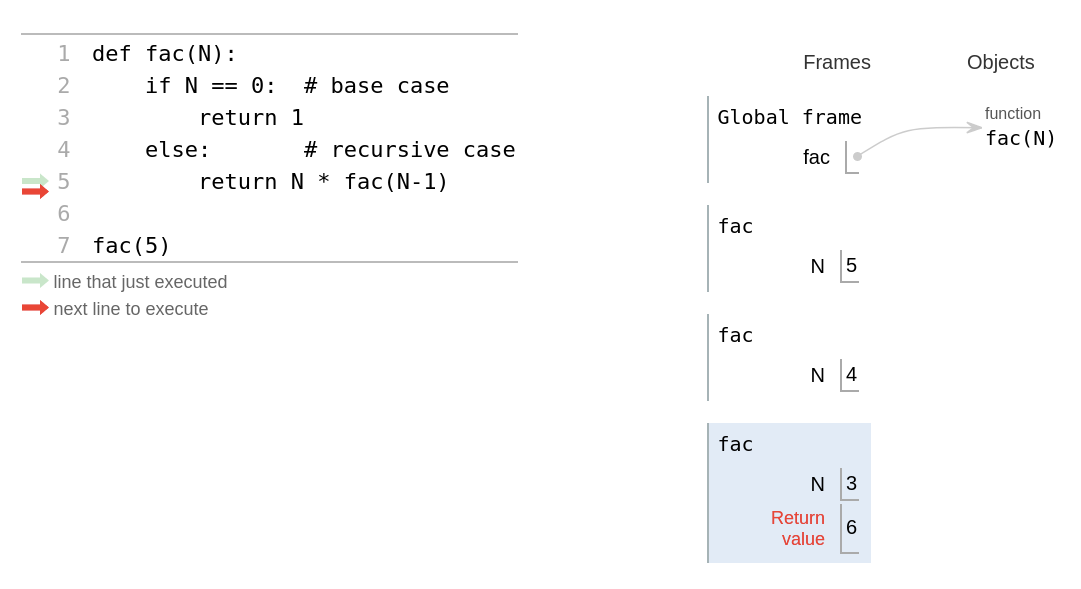 1 def fac(N):
2     if N == 0:  # base case
3         return 1
4     else:       # recursive case
5         return N * fac(N-1)
6
7 fac(5)
line that just executed
next line to execute
Frames Objects
Global frame
fac
function
fac(N)
fac
N 5
fac
N 4
fac
N 3
Return
value 6